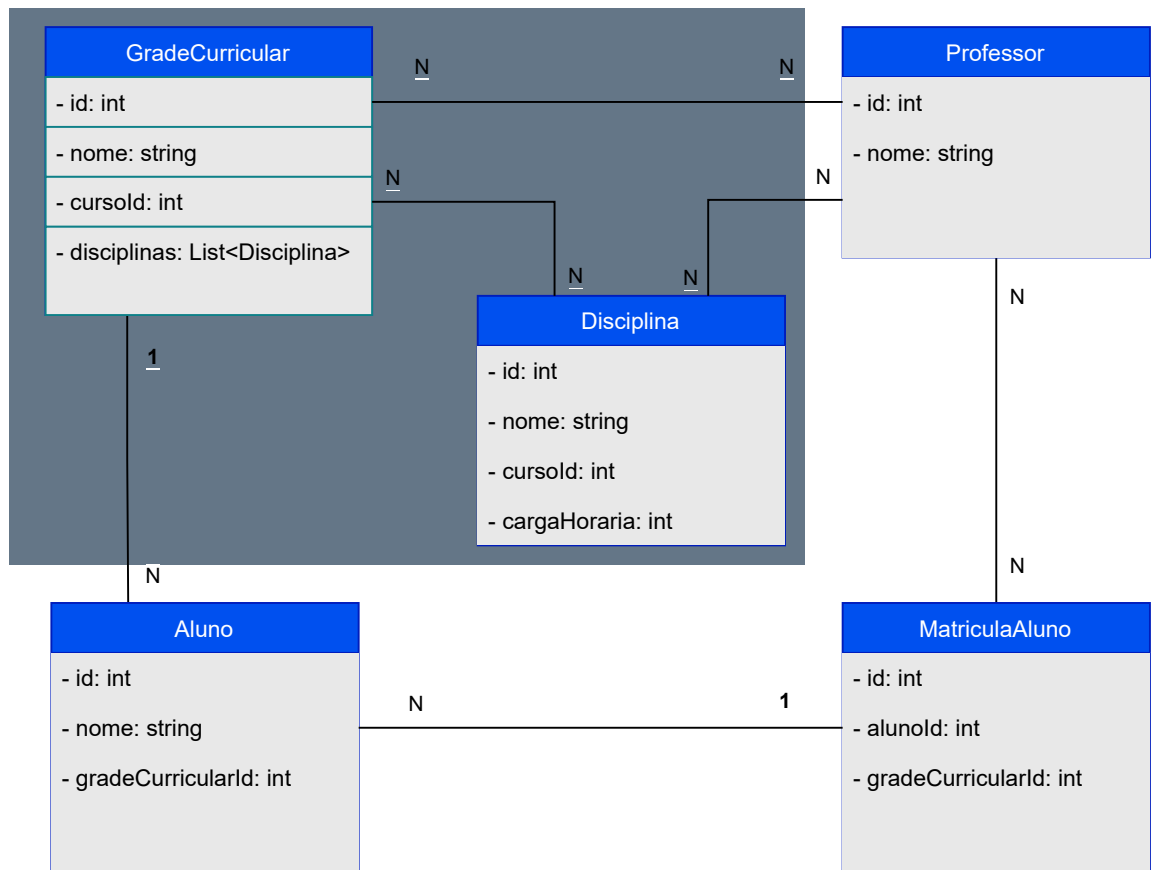 GradeCurricular
- id: int
- nome: string
- cursoId: int
- disciplinas: List<Disciplina>
N
N
Professor
- id: int
- nome: string
N
N
N
N
Disciplina
- id: int
- nome: string
- cursoId: int
- cargaHoraria: int
1
N
N
N
Aluno
- id: int
- nome: string
- gradeCurricularId: int
N
1
MatriculaAluno
- id: int
- alunoId: int
- gradeCurricularId: int